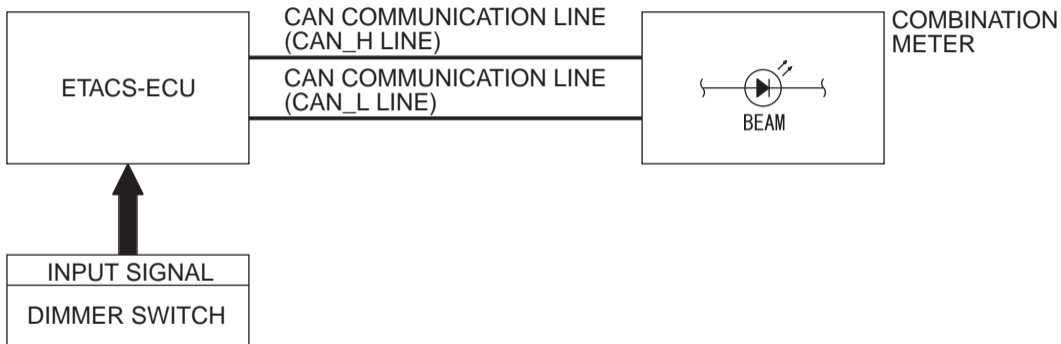 CAN COMMUNICATION LINE
(CAN_H LINE)
COMBINATION
METER
ETACS-ECU
CAN COMMUNICATION LINE
(CAN_L LINE)
BEAM
INPUT SIGNAL
DIMMER SWITCH